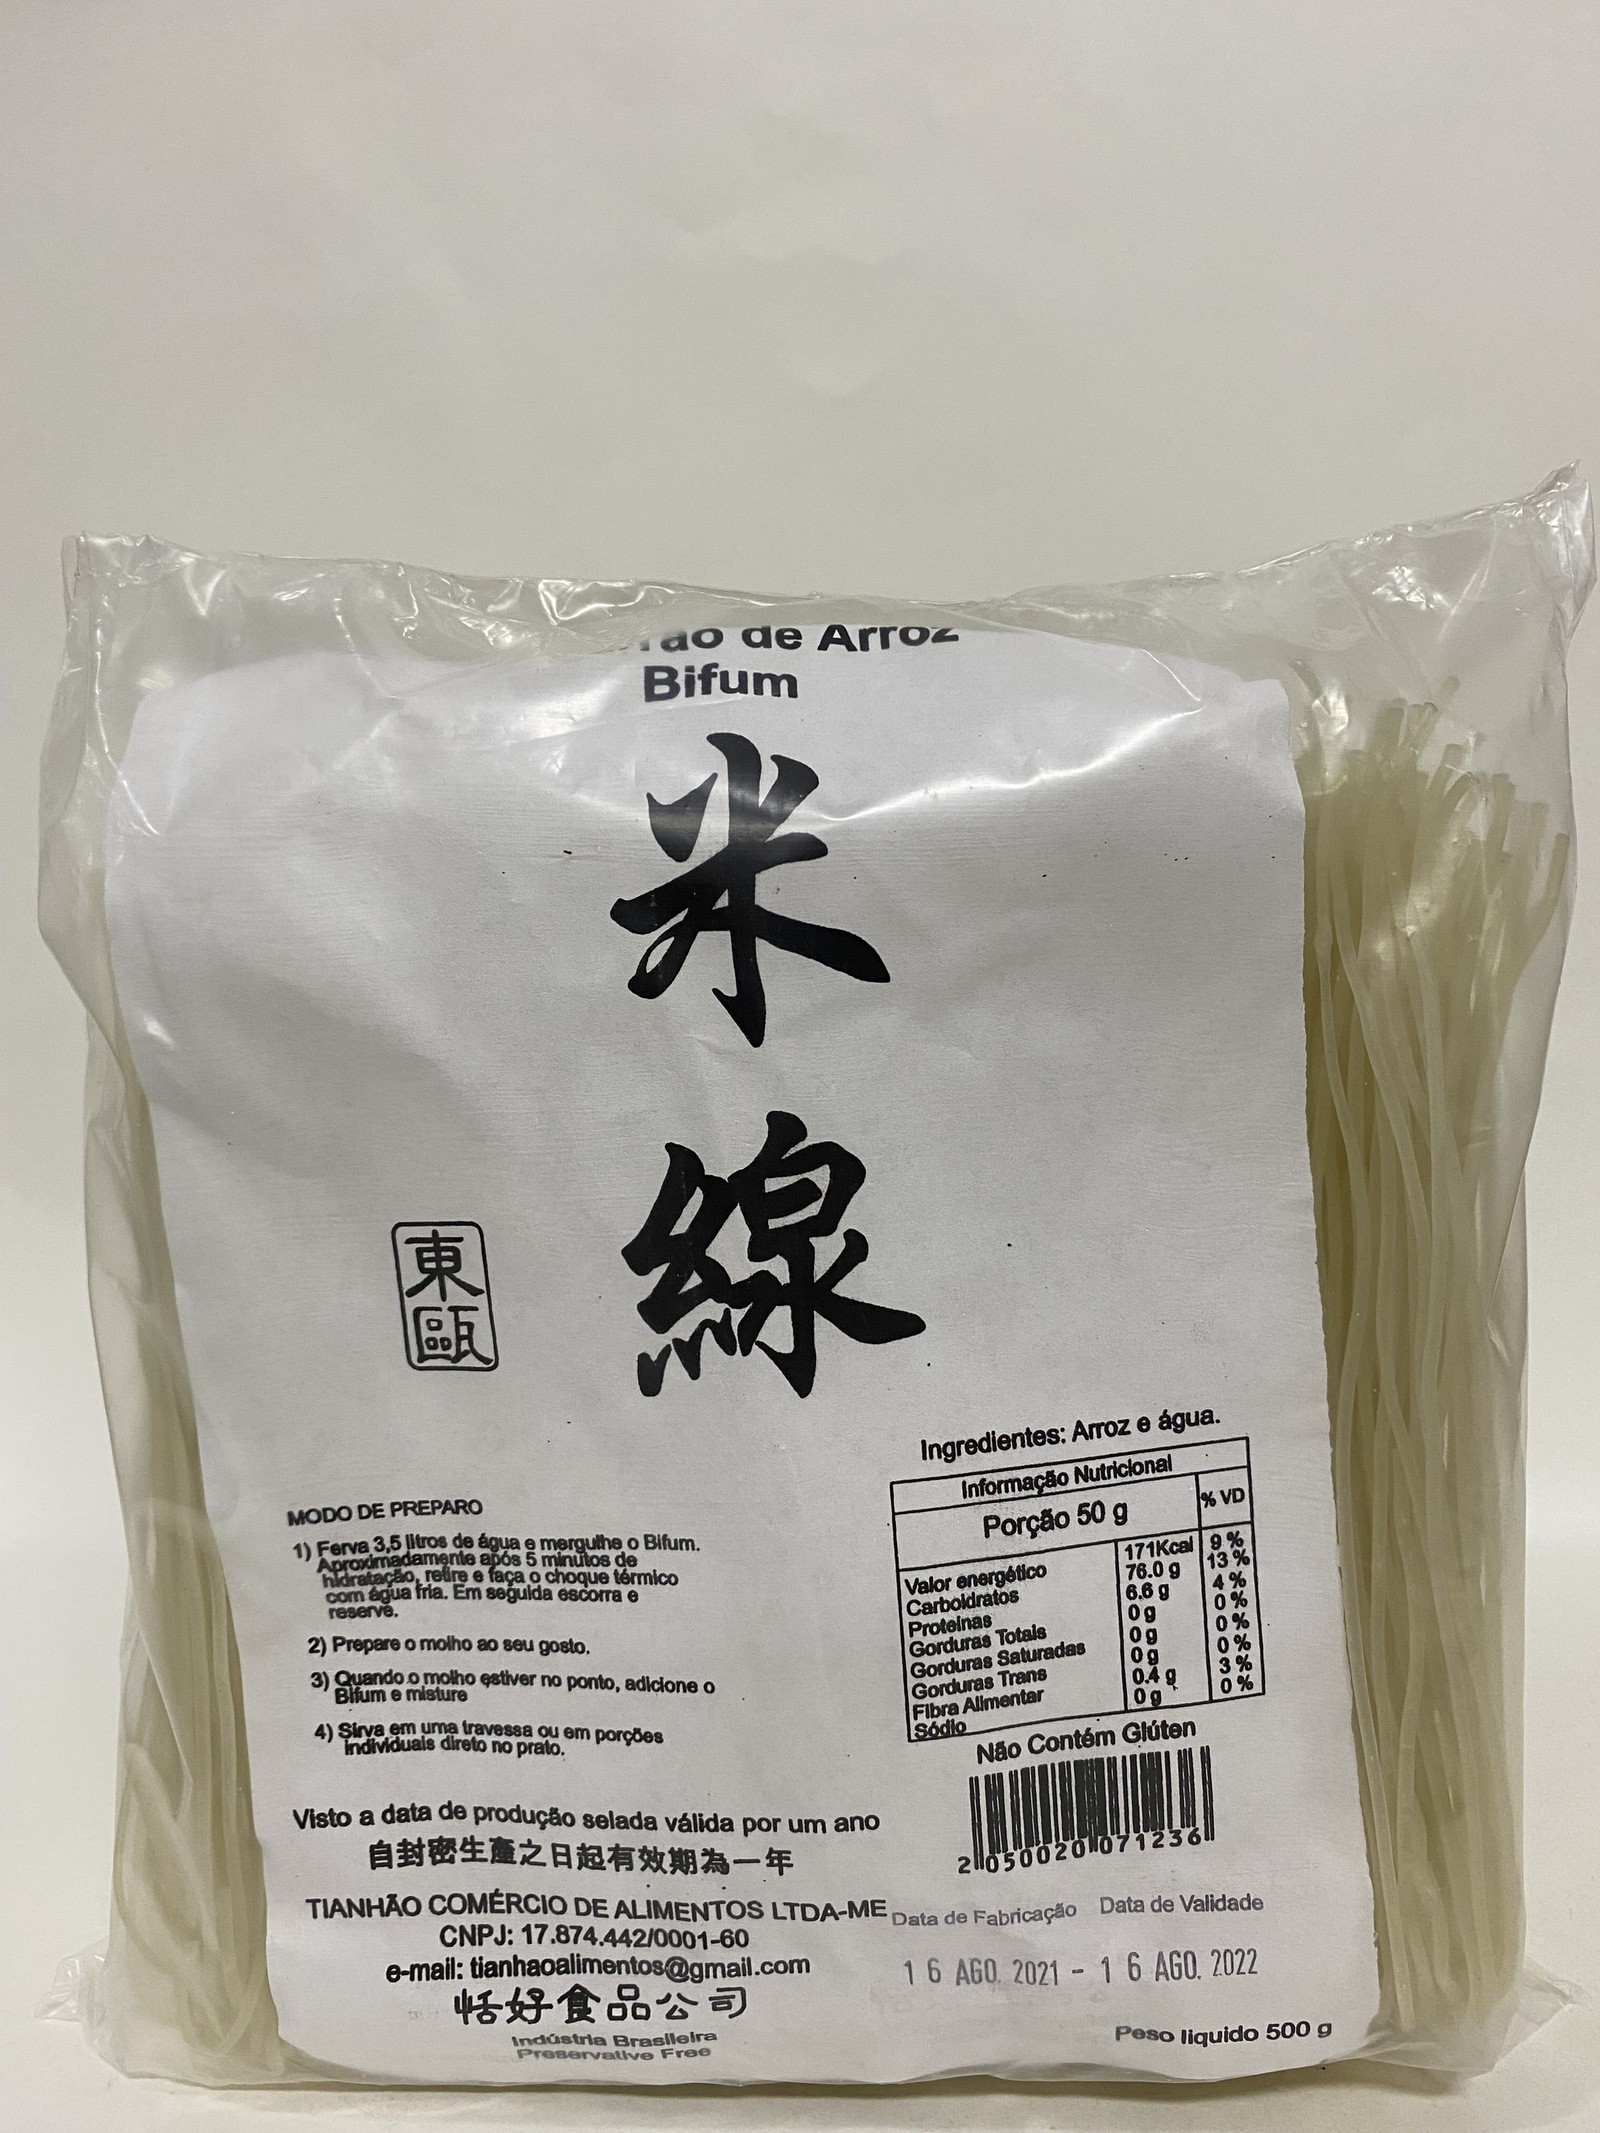 de Arroz
Bifum
米
線
東
甌
Ingredientes: Arroz e água.
Informação Nutricional
Porção 50 g
% VD
Valor energético 171Kcal 9 %
Carboidratos 76.0 g 13 %
Proteinas 6.6 g 4 %
Gorduras Totais 0 g 0 %
Gorduras Saturadas 0 g 0 %
Gorduras Trans 0 g 0 %
Fibra Alimentar 0.4 g 3 %
Sódio 0 g 0 %
Não Contém Glúten
2 050020 071236
MODO DE PREPARO
1) Ferva 3,5 litros de água e mergulhe o Bifum.
Aproximadamente após 5 minutos de
hidratação, retire e faça o choque térmico
com água fria. Em seguida escorra e
reserve.
2) Prepare o molho ao seu gosto.
3) Quando o molho estiver no ponto, adicione o
Bifum e misture
4) Sirva em uma travessa ou em porções
individuais direto no prato.
Visto a data de produção selada válida por um ano
自封密生產之日起有效期為一年
TIANHÃO COMÉRCIO DE ALIMENTOS LTDA-ME
CNPJ: 17.874.442/0001-60
e-mail: tianhaoalimentos@gmail.com
恬好食品公司
Indústria Brasileira
Preservative Free
Data de Fabricação Data de Validade
16 AGO. 2021 - 16 AGO. 2022
Peso liquido 500 g